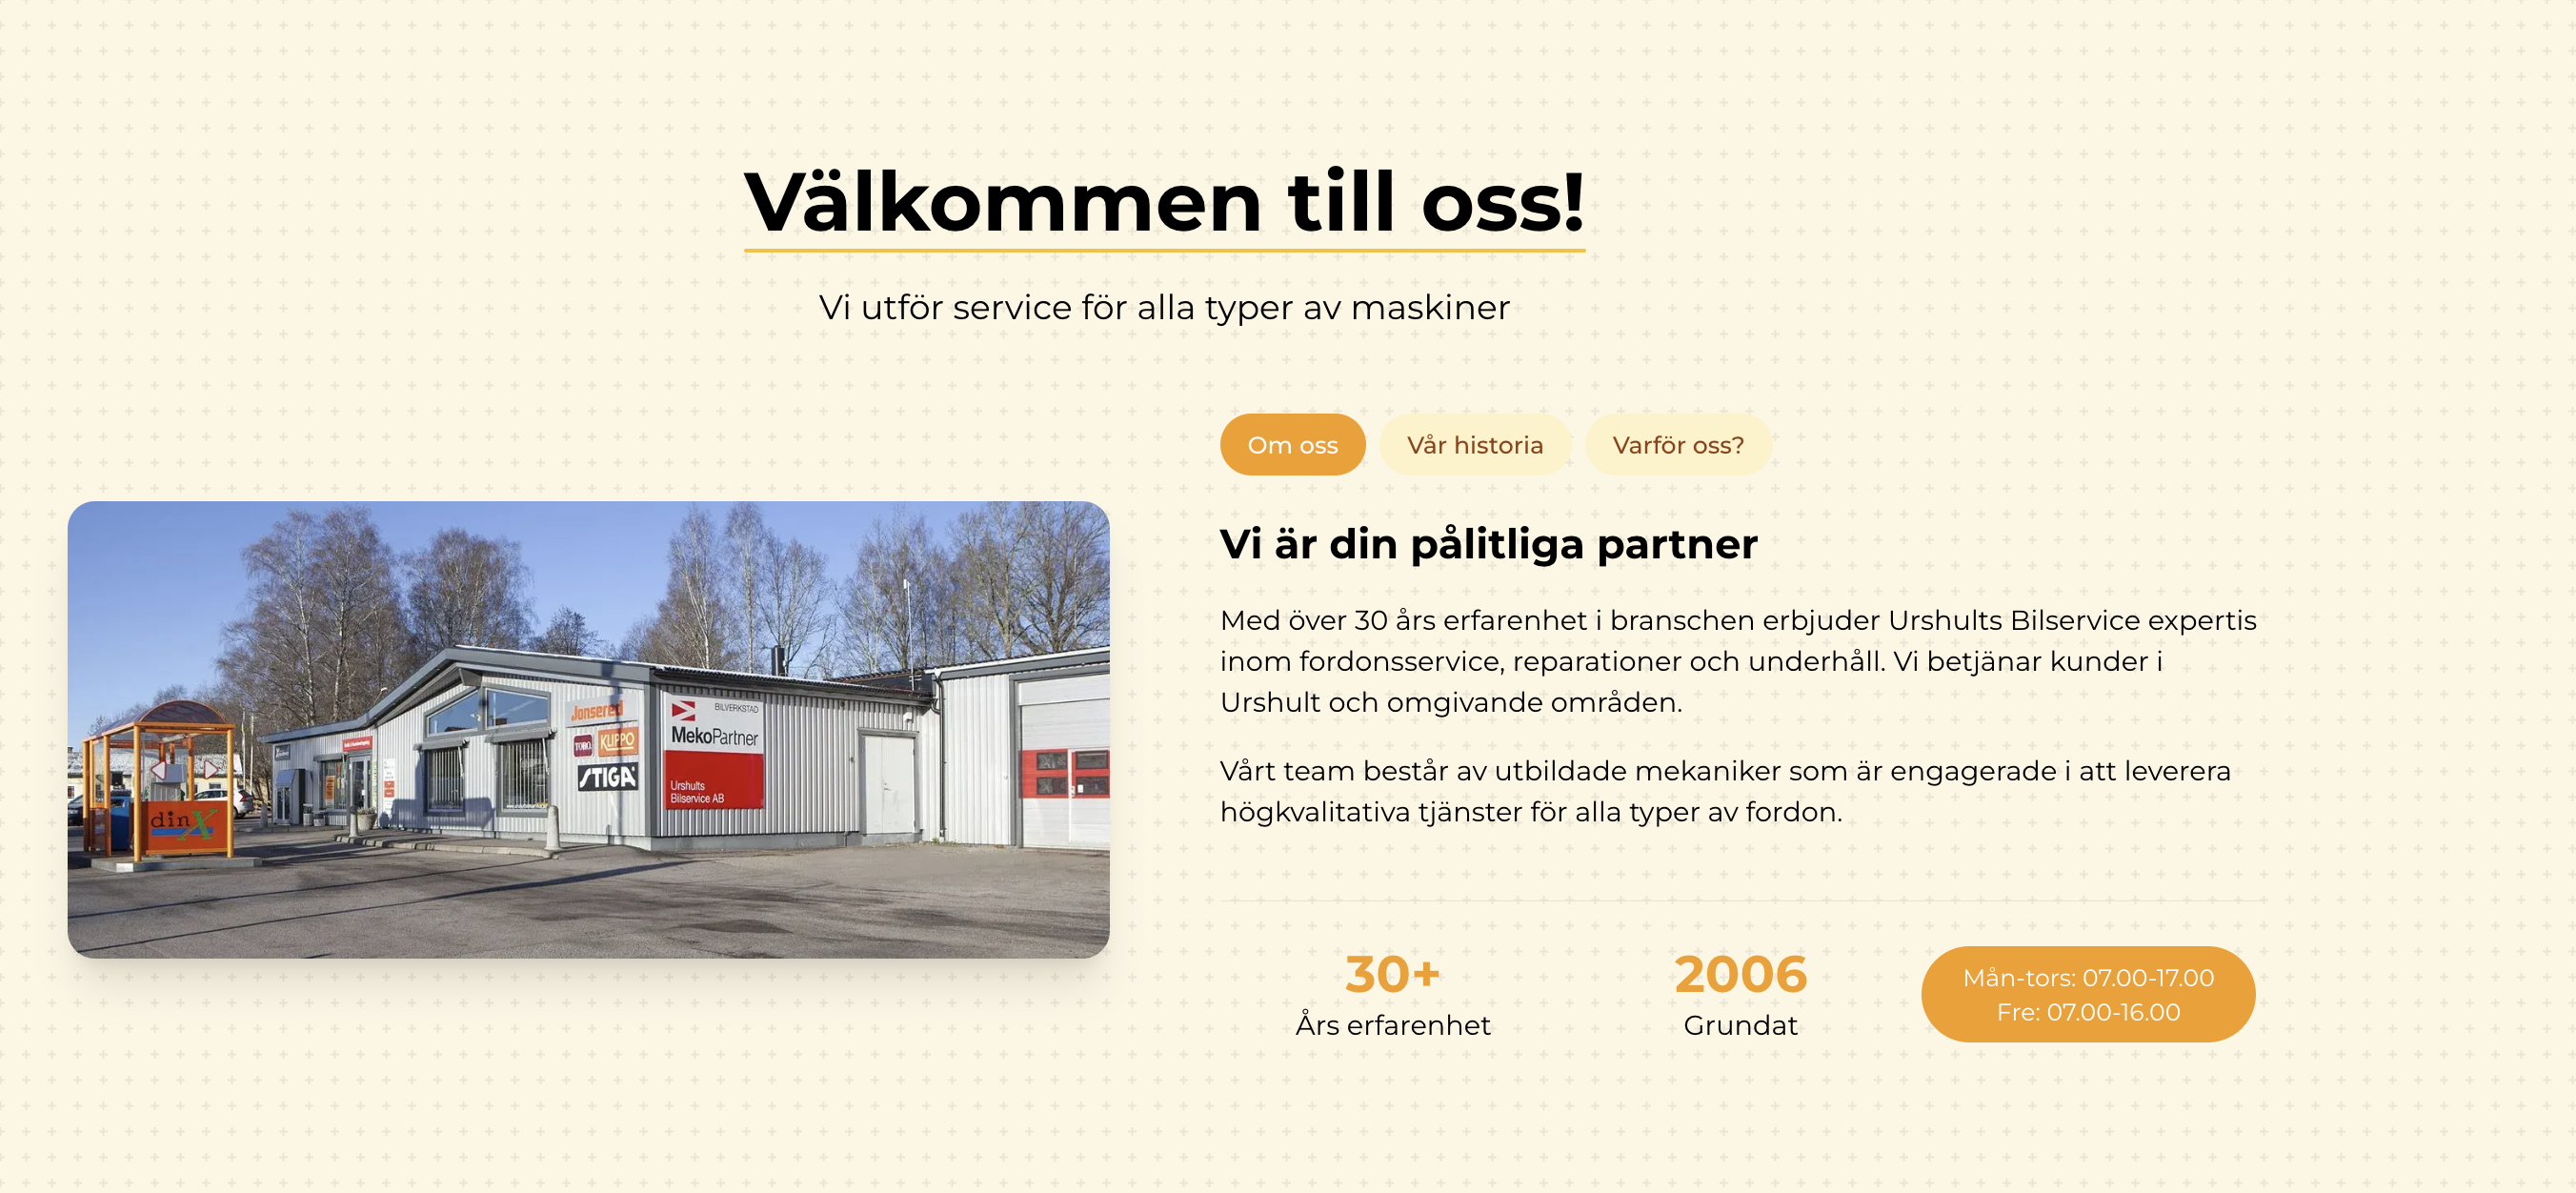 Välkommen till oss!
Vi utför service för alla typer av maskiner
Om oss
Vår historia
Varför oss?
Vi är din pålitliga partner
Med över 30 års erfarenhet i branschen erbjuder Urshults Bilservice expertis
inom fordonsservice, reparationer och underhåll. Vi betjänar kunder i
Urshult och omgivande områden.
Vårt team består av utbildade mekaniker som är engagerade i att leverera
högkvalitativa tjänster för alla typer av fordon.
30+
Års erfarenhet
2006
Grundat
Mån-tors: 07.00-17.00
Fre: 07.00-16.00
Jonsered
TORO
KLIPPO
STIGA
BILVERKSTAD
MekoPartner
Urshults
Bilservice AB
dinX